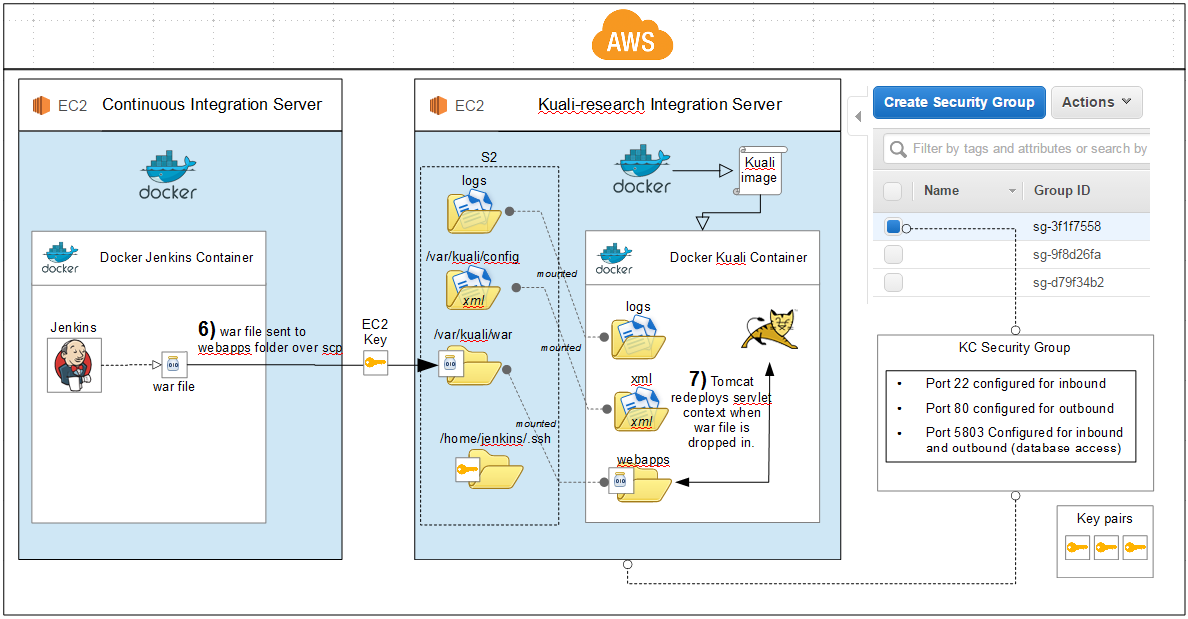 AWS
EC2
Continuous Integration Server
docker
docker
Docker Jenkins Container
Jenkins
6) war file sent to
webapps folder over scp
war file
EC2
Key
EC2
Kuali-research Integration Server
S2
logs
/var/kuali/config
xml
/var/kuali/war
/home/jenkins/.ssh
mounted
mounted
mounted
docker
Kuali
image
docker
Docker Kuali Container
logs
xml
xml
webapps
7) Tomcat
redeploys servlet
context when
war file is
dropped in.
Create Security Group
Actions
Filter by tags and attributes or search by
Name
Group ID
sg-3f1f7558
sg-9f8d26fa
sg-d79f34b2
KC Security Group
• Port 22 configured for inbound
• Port 80 configured for outbound
• Port 5803 Configured for inbound
and outbound (database access)
Key pairs